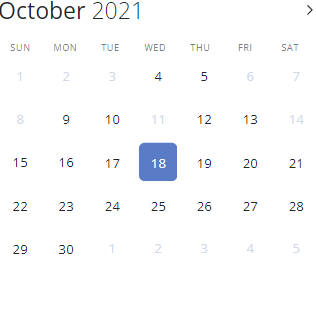 October 2021
SUN MON TUE WED THU FRI SAT
1 2 3 4 5 6 7
8 9 10 11 12 13 14
15 16 17 18 19 20 21
22 23 24 25 26 27 28
29 30 1 2 3 4 5